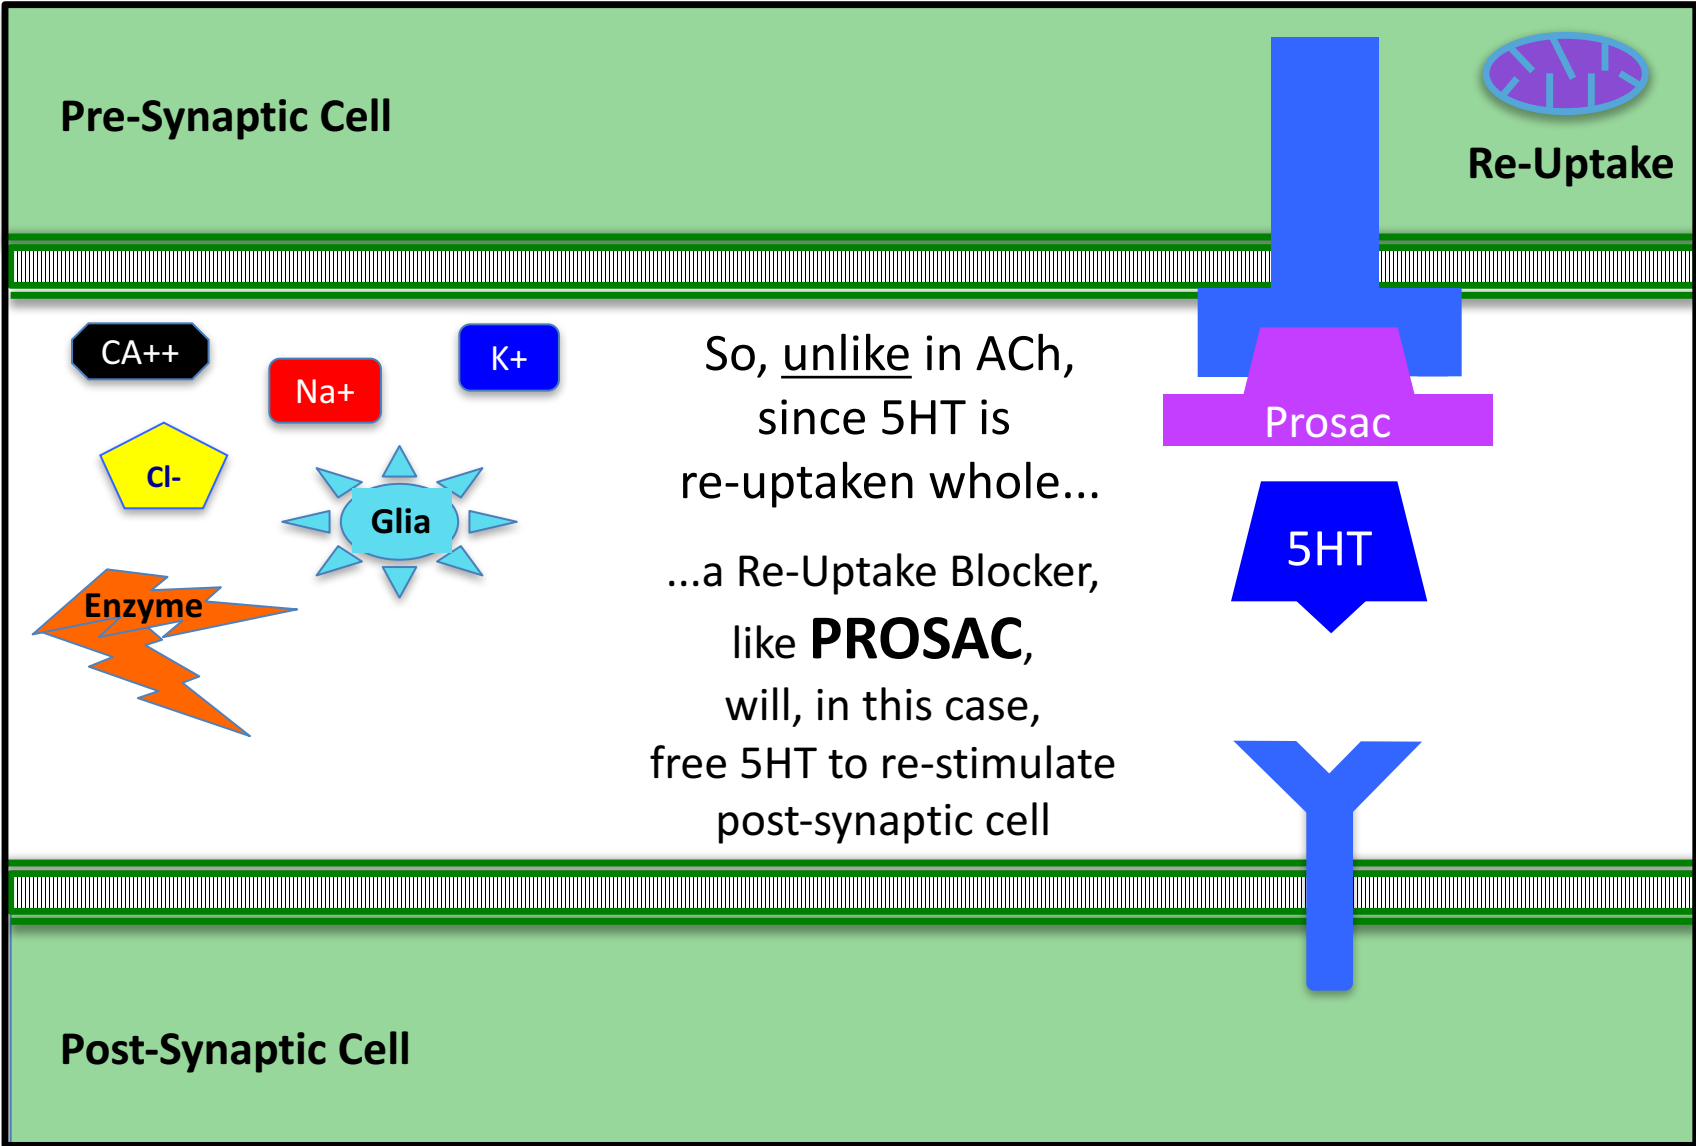 Pre-Synaptic Cell
Re-Uptake
CA++
Na+
K+
Cl-
Glia
Enzyme
So, unlike in ACh,
since 5HT is
re-uptaken whole...
...a Re-Uptake Blocker,
like PROSAC,
will, in this case,
free 5HT to re-stimulate
post-synaptic cell
Prosac
5HT
Post-Synaptic Cell